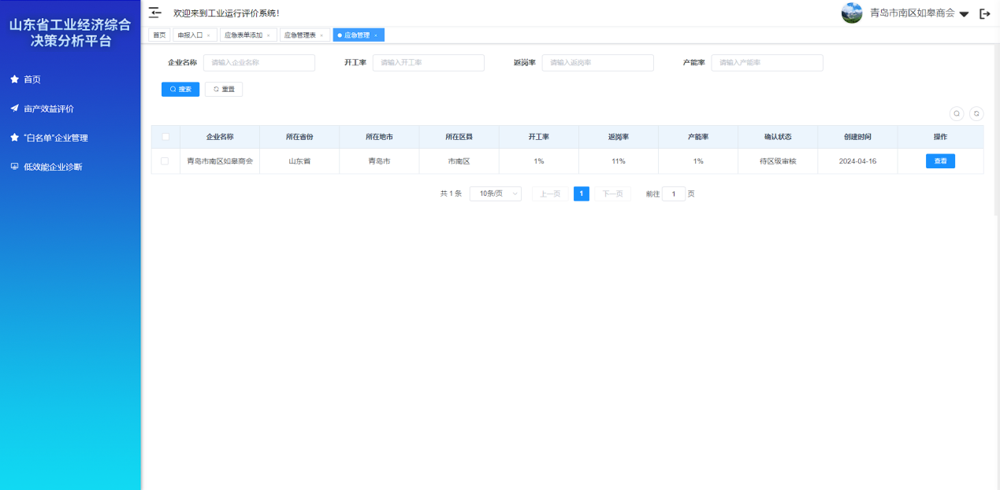 山东省工业经济综合
决策分析平台
首页
亩产效益评价
"白名单"企业管理
低效能企业诊断
欢迎来到工业运行评价系统!
青岛市南区如皋商会
首页 申报入口 × 应急表单添加 × 应急管理表 × 应急管理 ×
企业名称 请输入企业名称 开工率 请输入开工率 返岗率 请输入返岗率 产能率 请输入产能率
搜索 重置
企业名称 所在省份 所在地市 所在区县 开工率 返岗率 产能率 确认状态 创建时间 操作
青岛市南区如皋商会 山东省 青岛市 市南区 1% 11% 1% 待区级审核 2024-04-16 查看
共 1 条 10条/页 上一页 1 下一页 前往 1 页